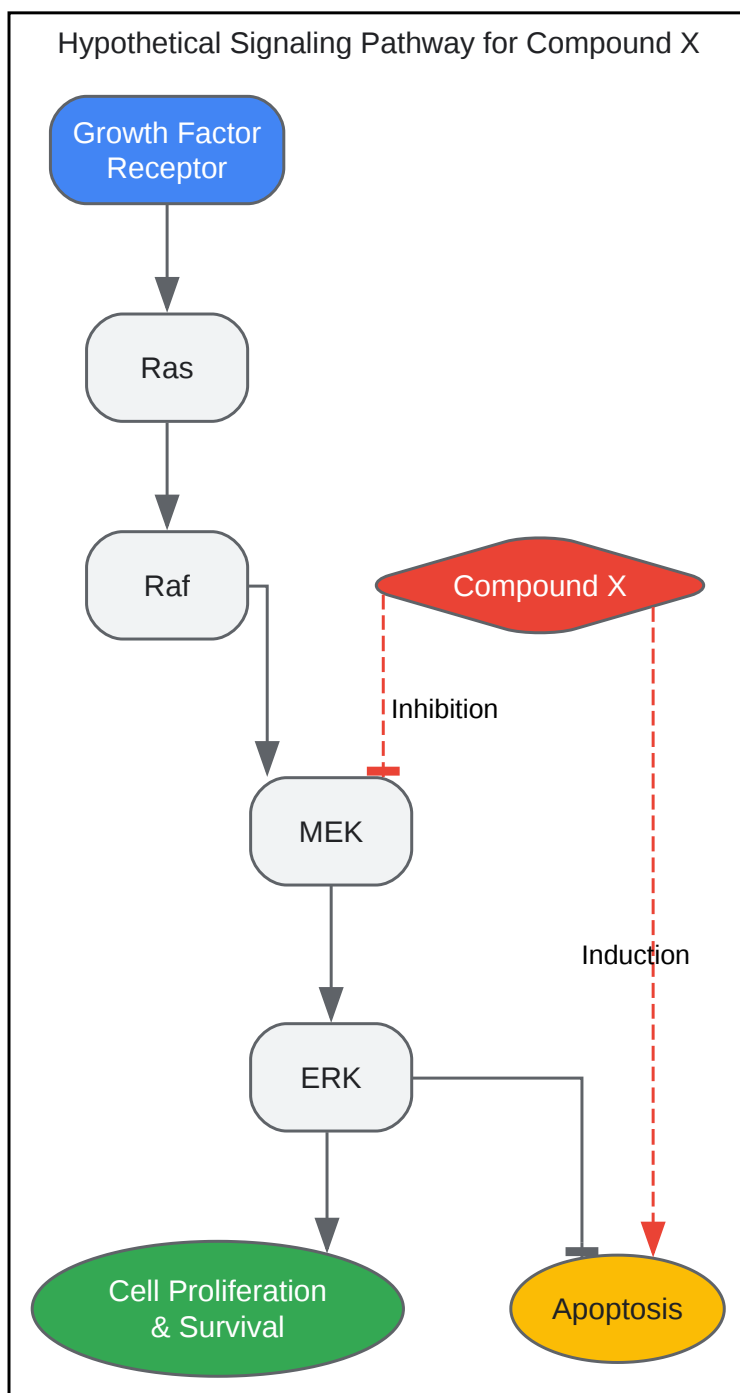 Hypothetical Signaling Pathway for Compound X
Growth Factor
Receptor
Ras
Raf
Compound X
Inhibition
MEK
Induction
ERK
Cell Proliferation
& Survival
Apoptosis